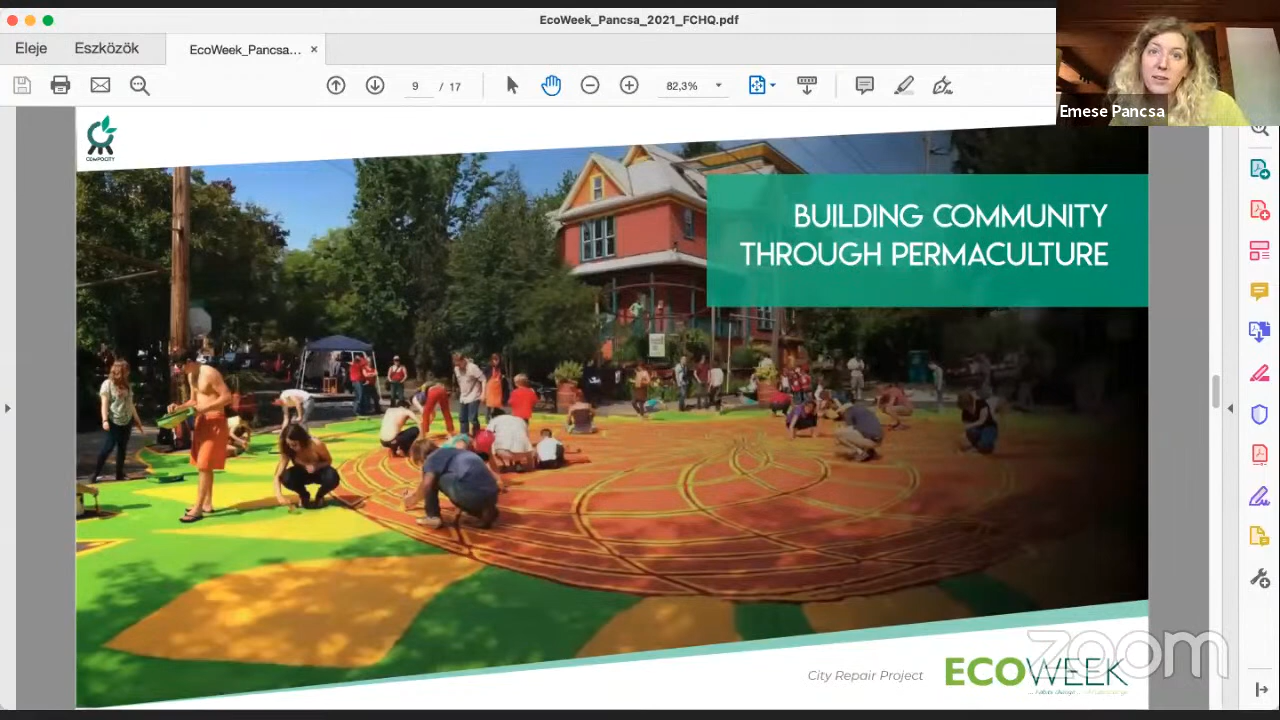 EcoWeek_Pancsa_2021_FCHQ.pdf
Eleje Eszközök EcoWeek_Pancsa... ×
9 / 17 82,3%
Emese Pancsa
COMPOCITY
BUILDING COMMUNITY
THROUGH PERMACULTURE
zoom
City Repair Project ECOWEEK